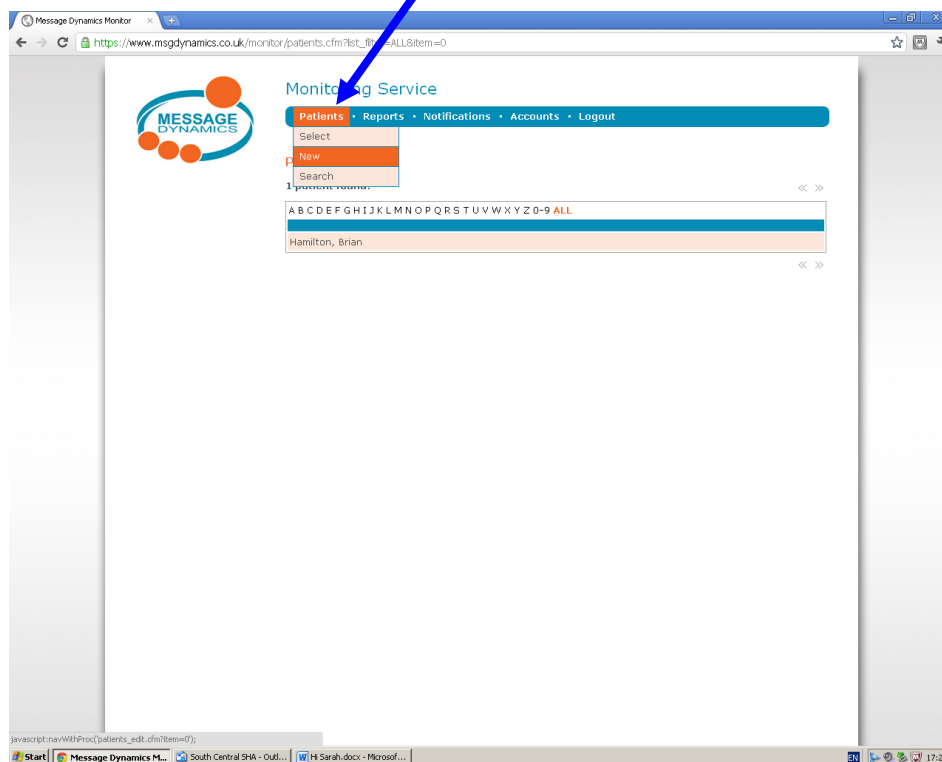 Message Dynamics Monitor
https://www.msgdynamics.co.uk/monitor/patients.cfm?list_filter=ALL&item=0
MESSAGE
DYNAMICS
Monitoring Service
Patients • Reports • Notifications • Accounts • Logout
Select
New
Search
1 patient found.
A B C D E F G H I J K L M N O P Q R S T U V W X Y Z 0-9 ALL
Hamilton, Brian
javascript:navWithProc('patients_edit.cfm?item=0');
Start Message Dynamics M... South Central SHA - Outl... Hi Sarah.docx - Microsof... EN